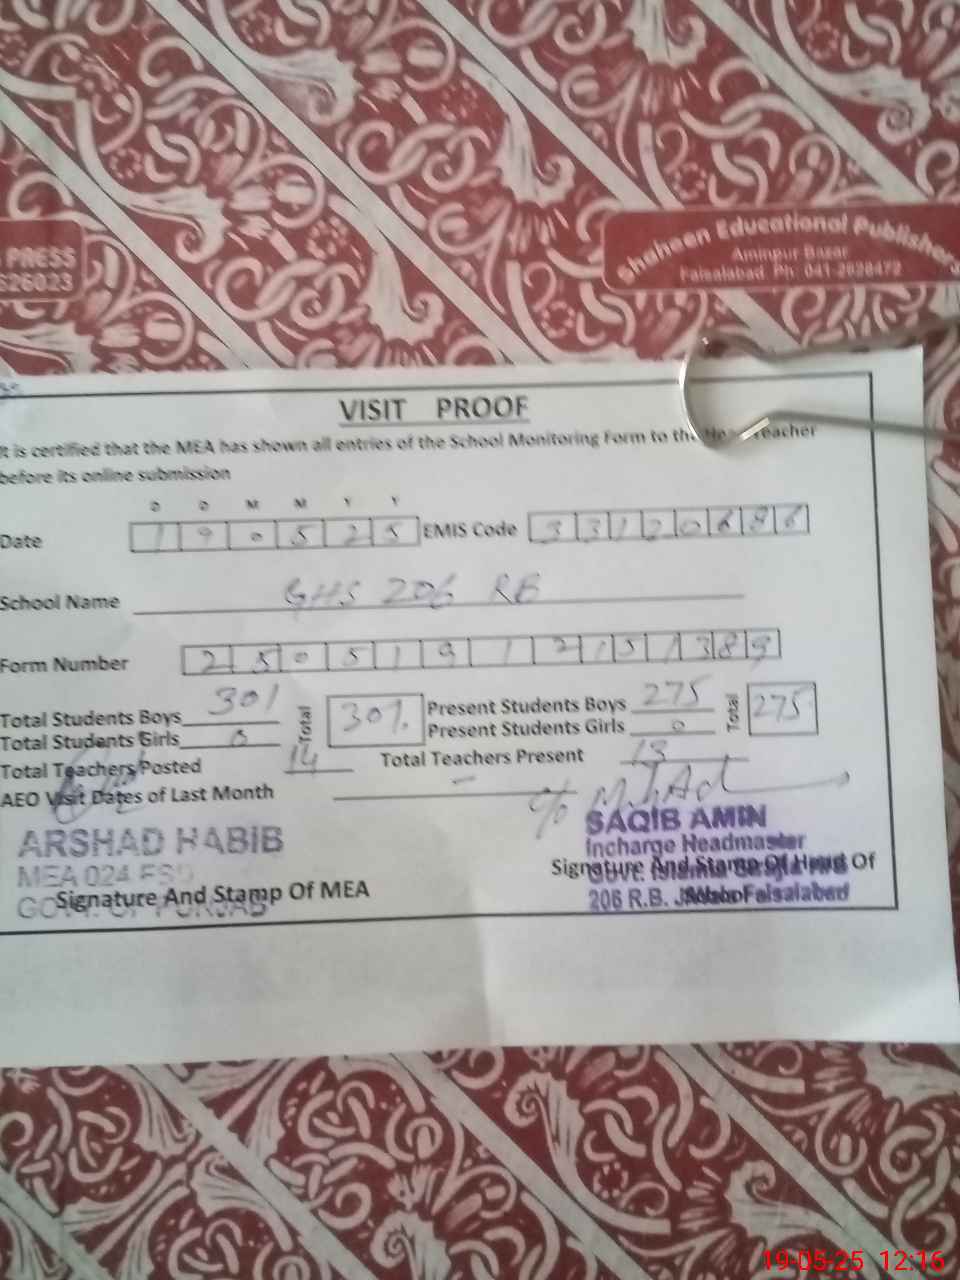 PRESS
626023
Shaheen Educational Publishers
Aminpur Bazar
Faisalabad Ph: 041-2628472
VISIT PROOF
It is certified that the MEA has shown all entries of the School Monitoring Form to the Head Teacher
before its online submission
D D M M Y Y
Date 1 9 0 5 2 5 EMIS Code 3 3 1 2 0 6 8 6
School Name GHS 206 RB
Form Number 2 5 0 5 1 9 1 2 1 5 1 3 8 9
Total Students Boys 301 Total 301 Present Students Boys 275 Total 275
Total Students Girls 0 Present Students Girls 0
Total Teachers Posted 14 Total Teachers Present 13
AEO Visit Dates of Last Month -
ARSHAD HABIB
MEA 024 FSD
GOVT. OF PUNJAB
Signature And Stamp Of MEA
SAQIB AMIN
Incharge Headmaster
Signature And Stamp Of Head Of
Govt. Islamia
206 R.B. Faisalabad
19-05-25 12:16